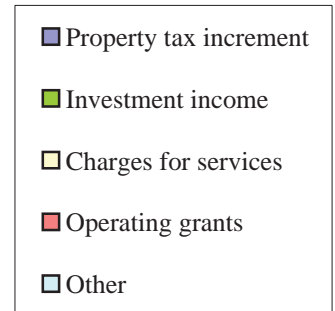 Property tax increment
Investment income
Charges for services
Operating grants
Other